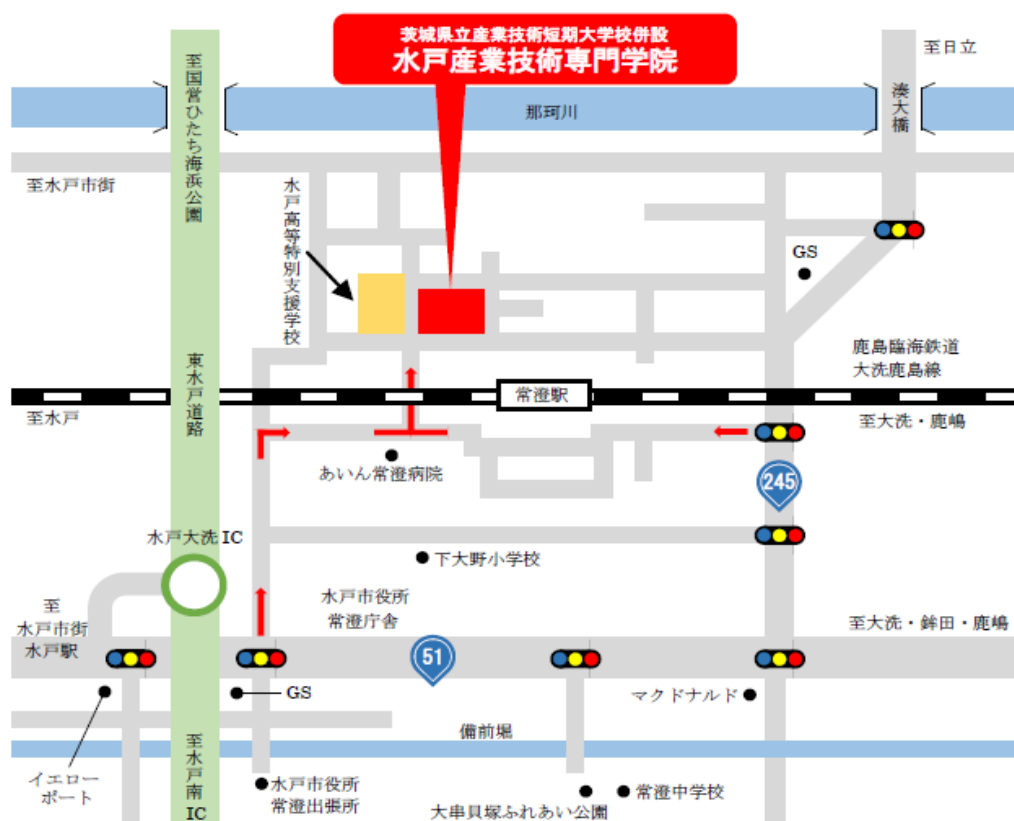 茨城県立産業技術短期大学校併設
水戸産業技術専門学院
至日立
至国営ひたち海浜公園
那珂川
湊大橋
至水戸市街
水戸高等特別支援学校
GS
東水戸道路
鹿島臨海鉄道
大洗鹿島線
常澄駅
至水戸
至大洗・鹿嶋
あいん常澄病院
245
水戸大洗IC
下大野小学校
至
水戸市街
水戸駅
水戸市役所
常澄庁舎
至大洗・鉾田・鹿嶋
51
GS
マクドナルド
備前堀
至水戸南IC
イエロー
ポート
水戸市役所
常澄出張所
常澄中学校
大串貝塚ふれあい公園